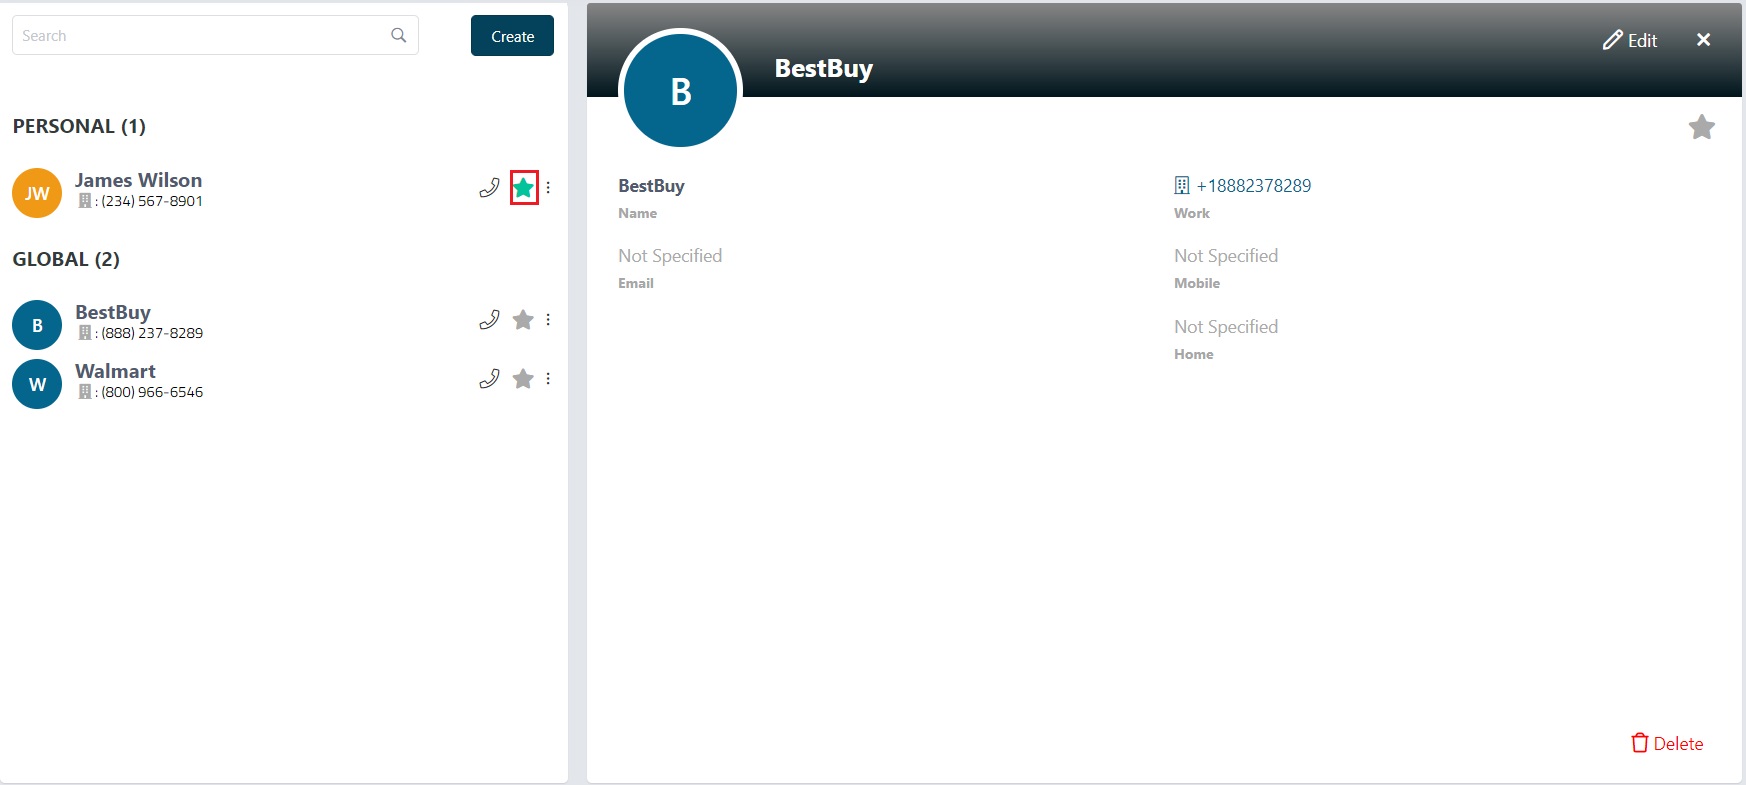 Search
Create
PERSONAL (1)
JW
James Wilson
: (234) 567-8901
GLOBAL (2)
B
BestBuy
: (888) 237-8289
W
Walmart
: (800) 966-6546
B
BestBuy
Edit
BestBuy
Name
+18882378289
Work
Not Specified
Email
Not Specified
Mobile
Not Specified
Home
Delete